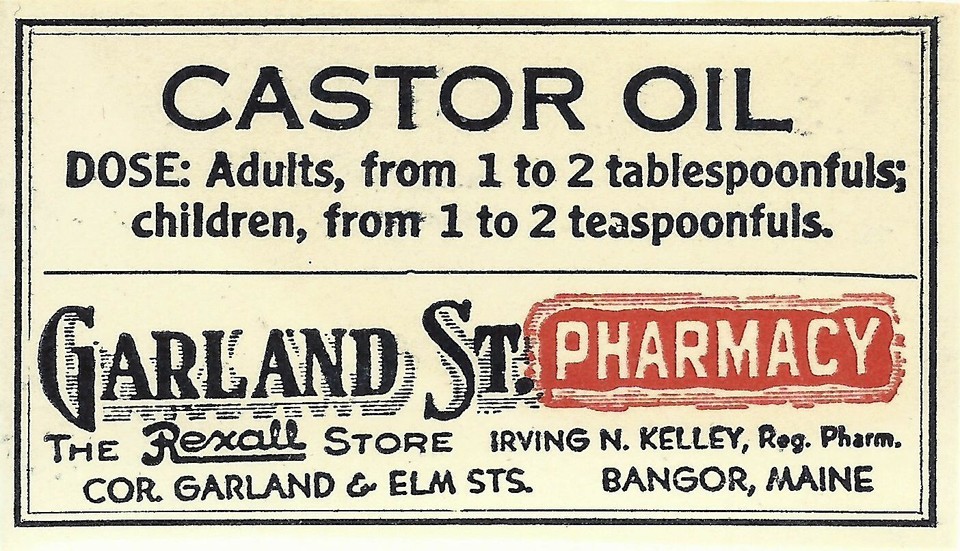 CASTOR OIL
DOSE: Adults, from 1 to 2 tablespoonfuls;
children, from 1 to 2 teaspoonfuls.
GARLAND ST. PHARMACY
THE Rexall STORE IRVING N. KELLEY, Reg. Pharm.
COR. GARLAND & ELM STS. BANGOR, MAINE